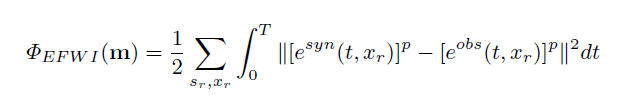 Φ_{EFWI}(𝐦) = \frac{1}{2} \sum_{s_r,x_r} \int_0^T ‖[e^{syn}(t, x_r)]^p − [e^{obs}(t, x_r)]^p‖^2 dt